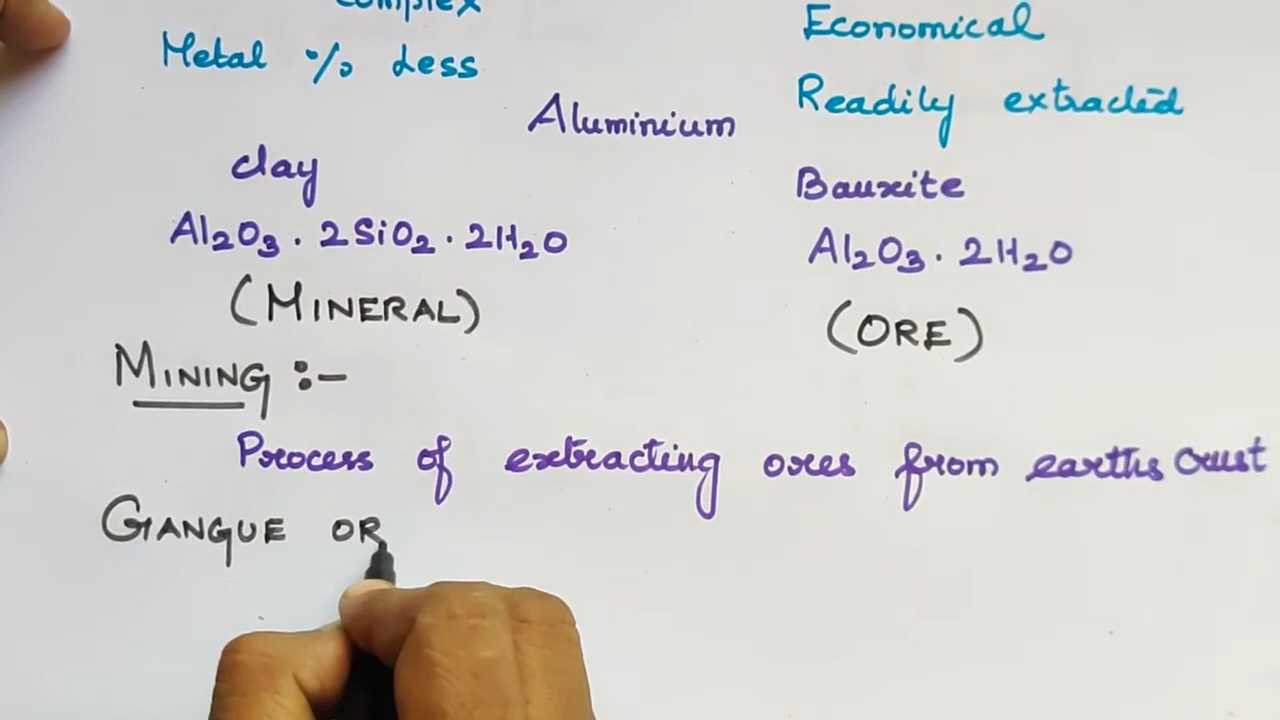 complex
Metal % Less
Economical
Readily extracted
Aluminium
clay
Bauxite
Al₂O₃ . 2SiO₂ . 2H₂O
Al₂O₃ . 2H₂O
(MINERAL)
(ORE)
MINING :-
Process of extracting ores from earths crust
GANGUE OR